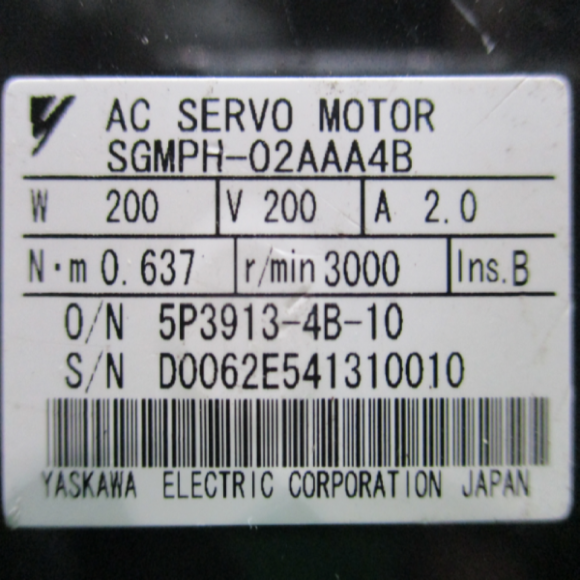 AC SERVO MOTOR
SGMPH-02AAA4B
W 200 V 200 A 2.0
N·m 0.637 r/min 3000 Ins.B
O/N 5P3913-4B-10
S/N D0062E541310010
YASKAWA ELECTRIC CORPORATION JAPAN